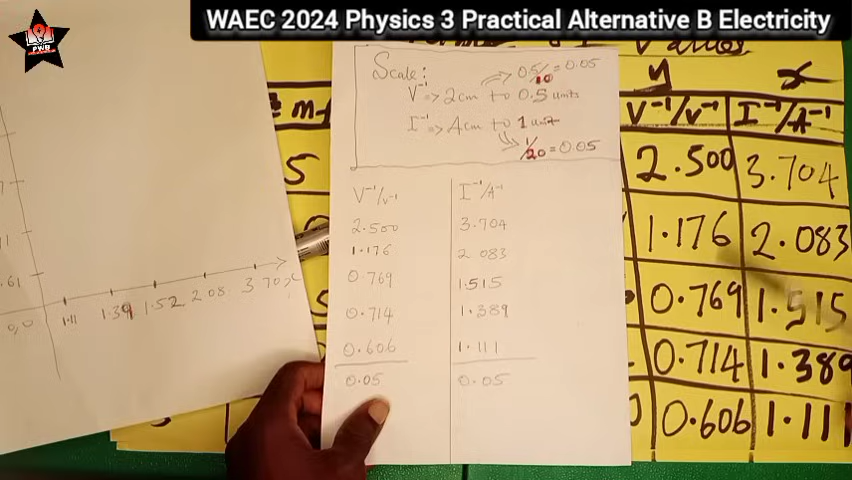 WAEC 2024 Physics 3 Practical Alternative B Electricity
PWB
Scale:
0.5/10 = 0.05
V⁻¹ => 2cm to 0.5 units
I⁻¹ => 4cm to 1 unit
1/20 = 0.05
V⁻¹/v⁻¹ I⁻¹/A⁻¹
2.500 3.704
1.176 2.083
0.769 1.515
0.714 1.389
0.606 1.111
0.05 0.05
Values
y x
V⁻¹/v⁻¹ I⁻¹/A⁻¹
2.500 3.704
1.176 2.083
0.769 1.515
0.714 1.389
0.606 1.111
.61
0,0 1.11 1.39 1.52 2.08 3.70 x